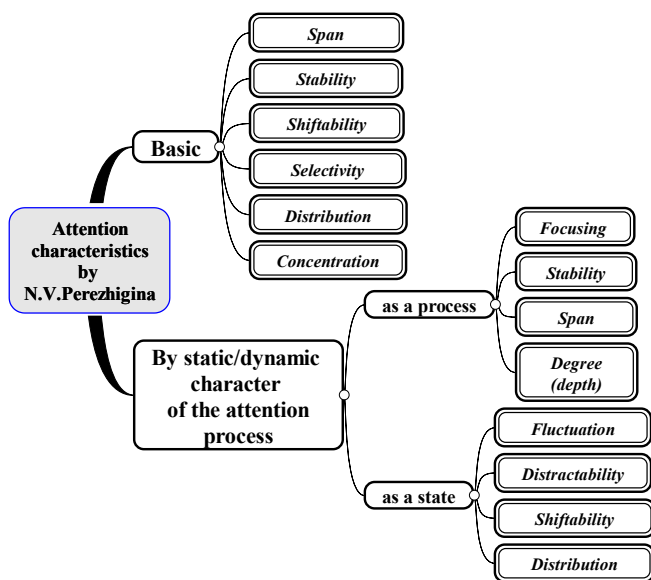 Attention
characteristics
by
N.V.Perezhigina
Basic
Span
Stability
Shiftability
Selectivity
Distribution
Concentration
By static/dynamic
character
of the attention
process
as a process
Focusing
Stability
Span
Degree
(depth)
as a state
Fluctuation
Distractability
Shiftability
Distribution